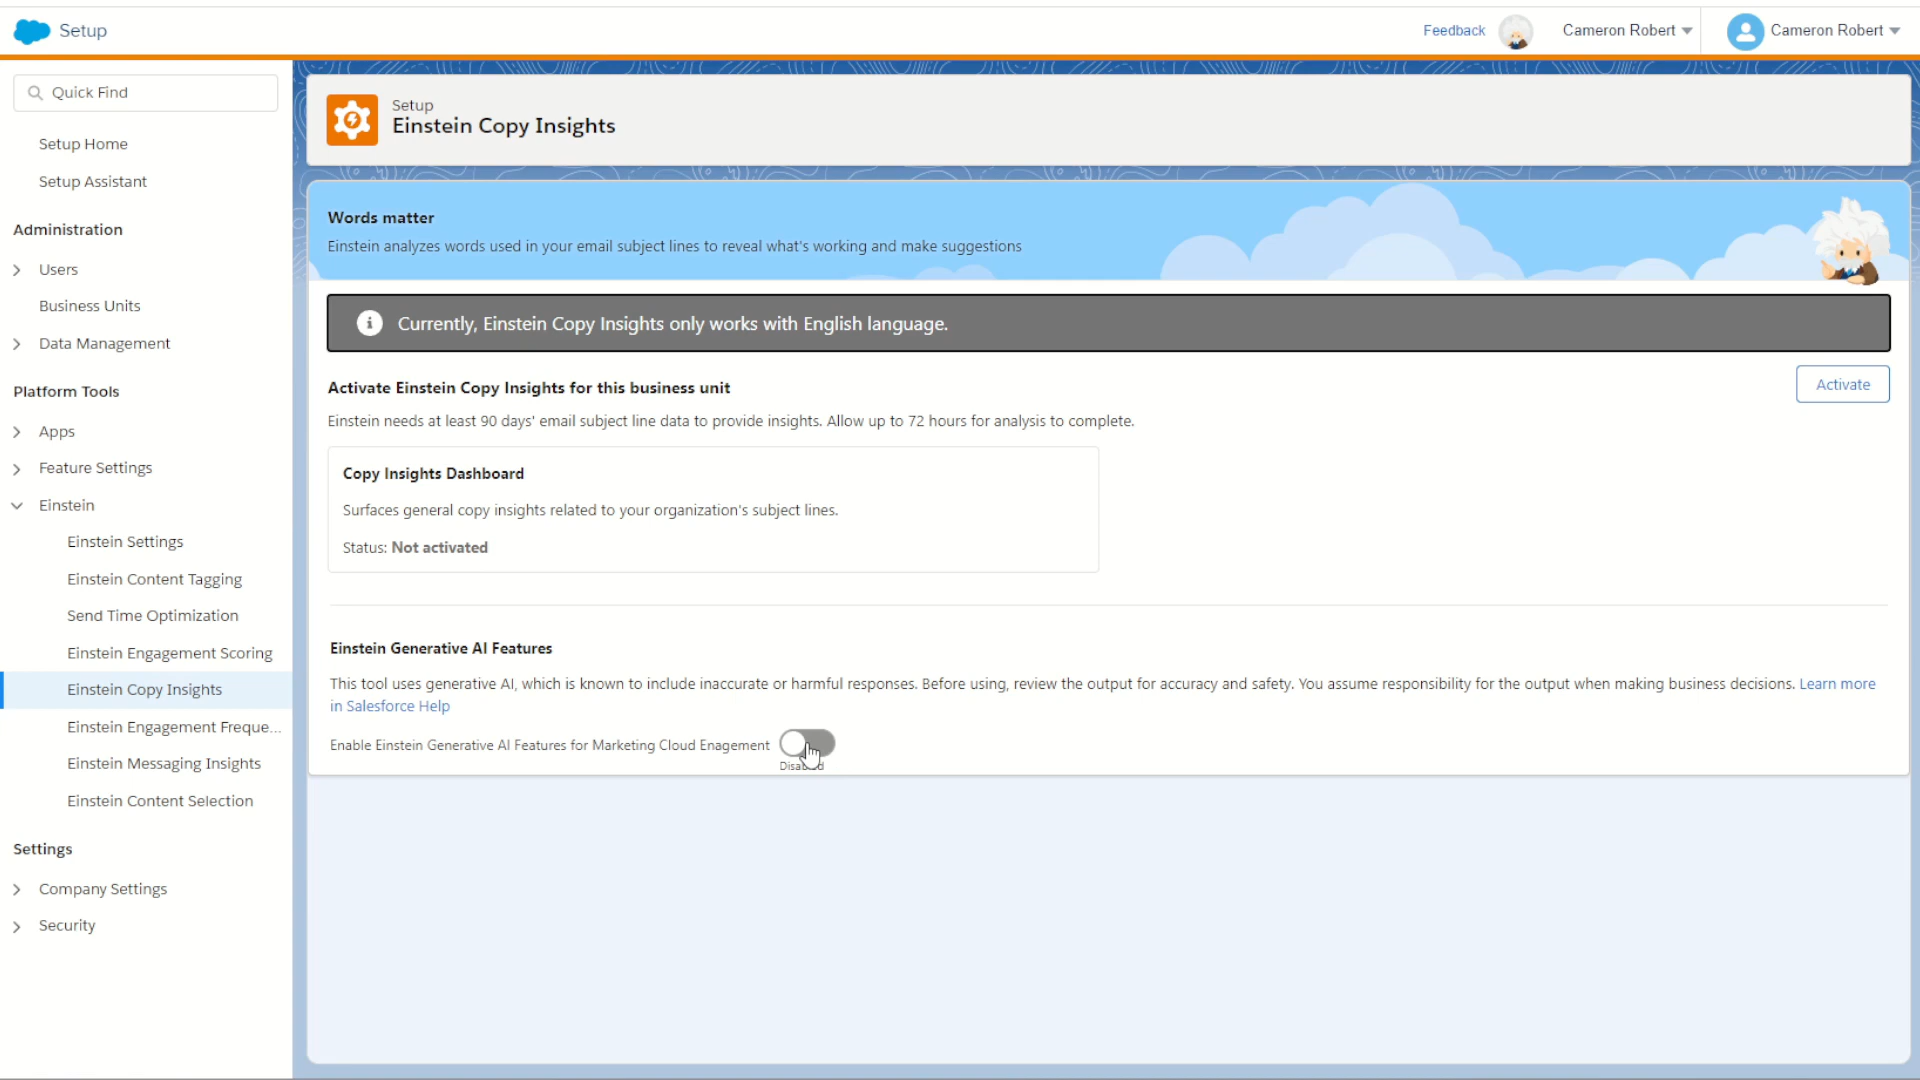 Setup
Feedback
Cameron Robert
Cameron Robert
Quick Find
Setup Home
Setup Assistant
Administration
Users
Business Units
Data Management
Platform Tools
Apps
Feature Settings
Einstein
Einstein Settings
Einstein Content Tagging
Send Time Optimization
Einstein Engagement Scoring
Einstein Copy Insights
Einstein Engagement Freque...
Einstein Messaging Insights
Einstein Content Selection
Settings
Company Settings
Security
Setup
Einstein Copy Insights
Words matter
Einstein analyzes words used in your email subject lines to reveal what's working and make suggestions
Currently, Einstein Copy Insights only works with English language.
Activate Einstein Copy Insights for this business unit
Activate
Einstein needs at least 90 days' email subject line data to provide insights. Allow up to 72 hours for analysis to complete.
Copy Insights Dashboard
Surfaces general copy insights related to your organization's subject lines.
Status: Not activated
Einstein Generative AI Features
This tool uses generative AI, which is known to include inaccurate or harmful responses. Before using, review the output for accuracy and safety. You assume responsibility for the output when making business decisions. Learn more
in Salesforce Help
Enable Einstein Generative AI Features for Marketing Cloud Enagement